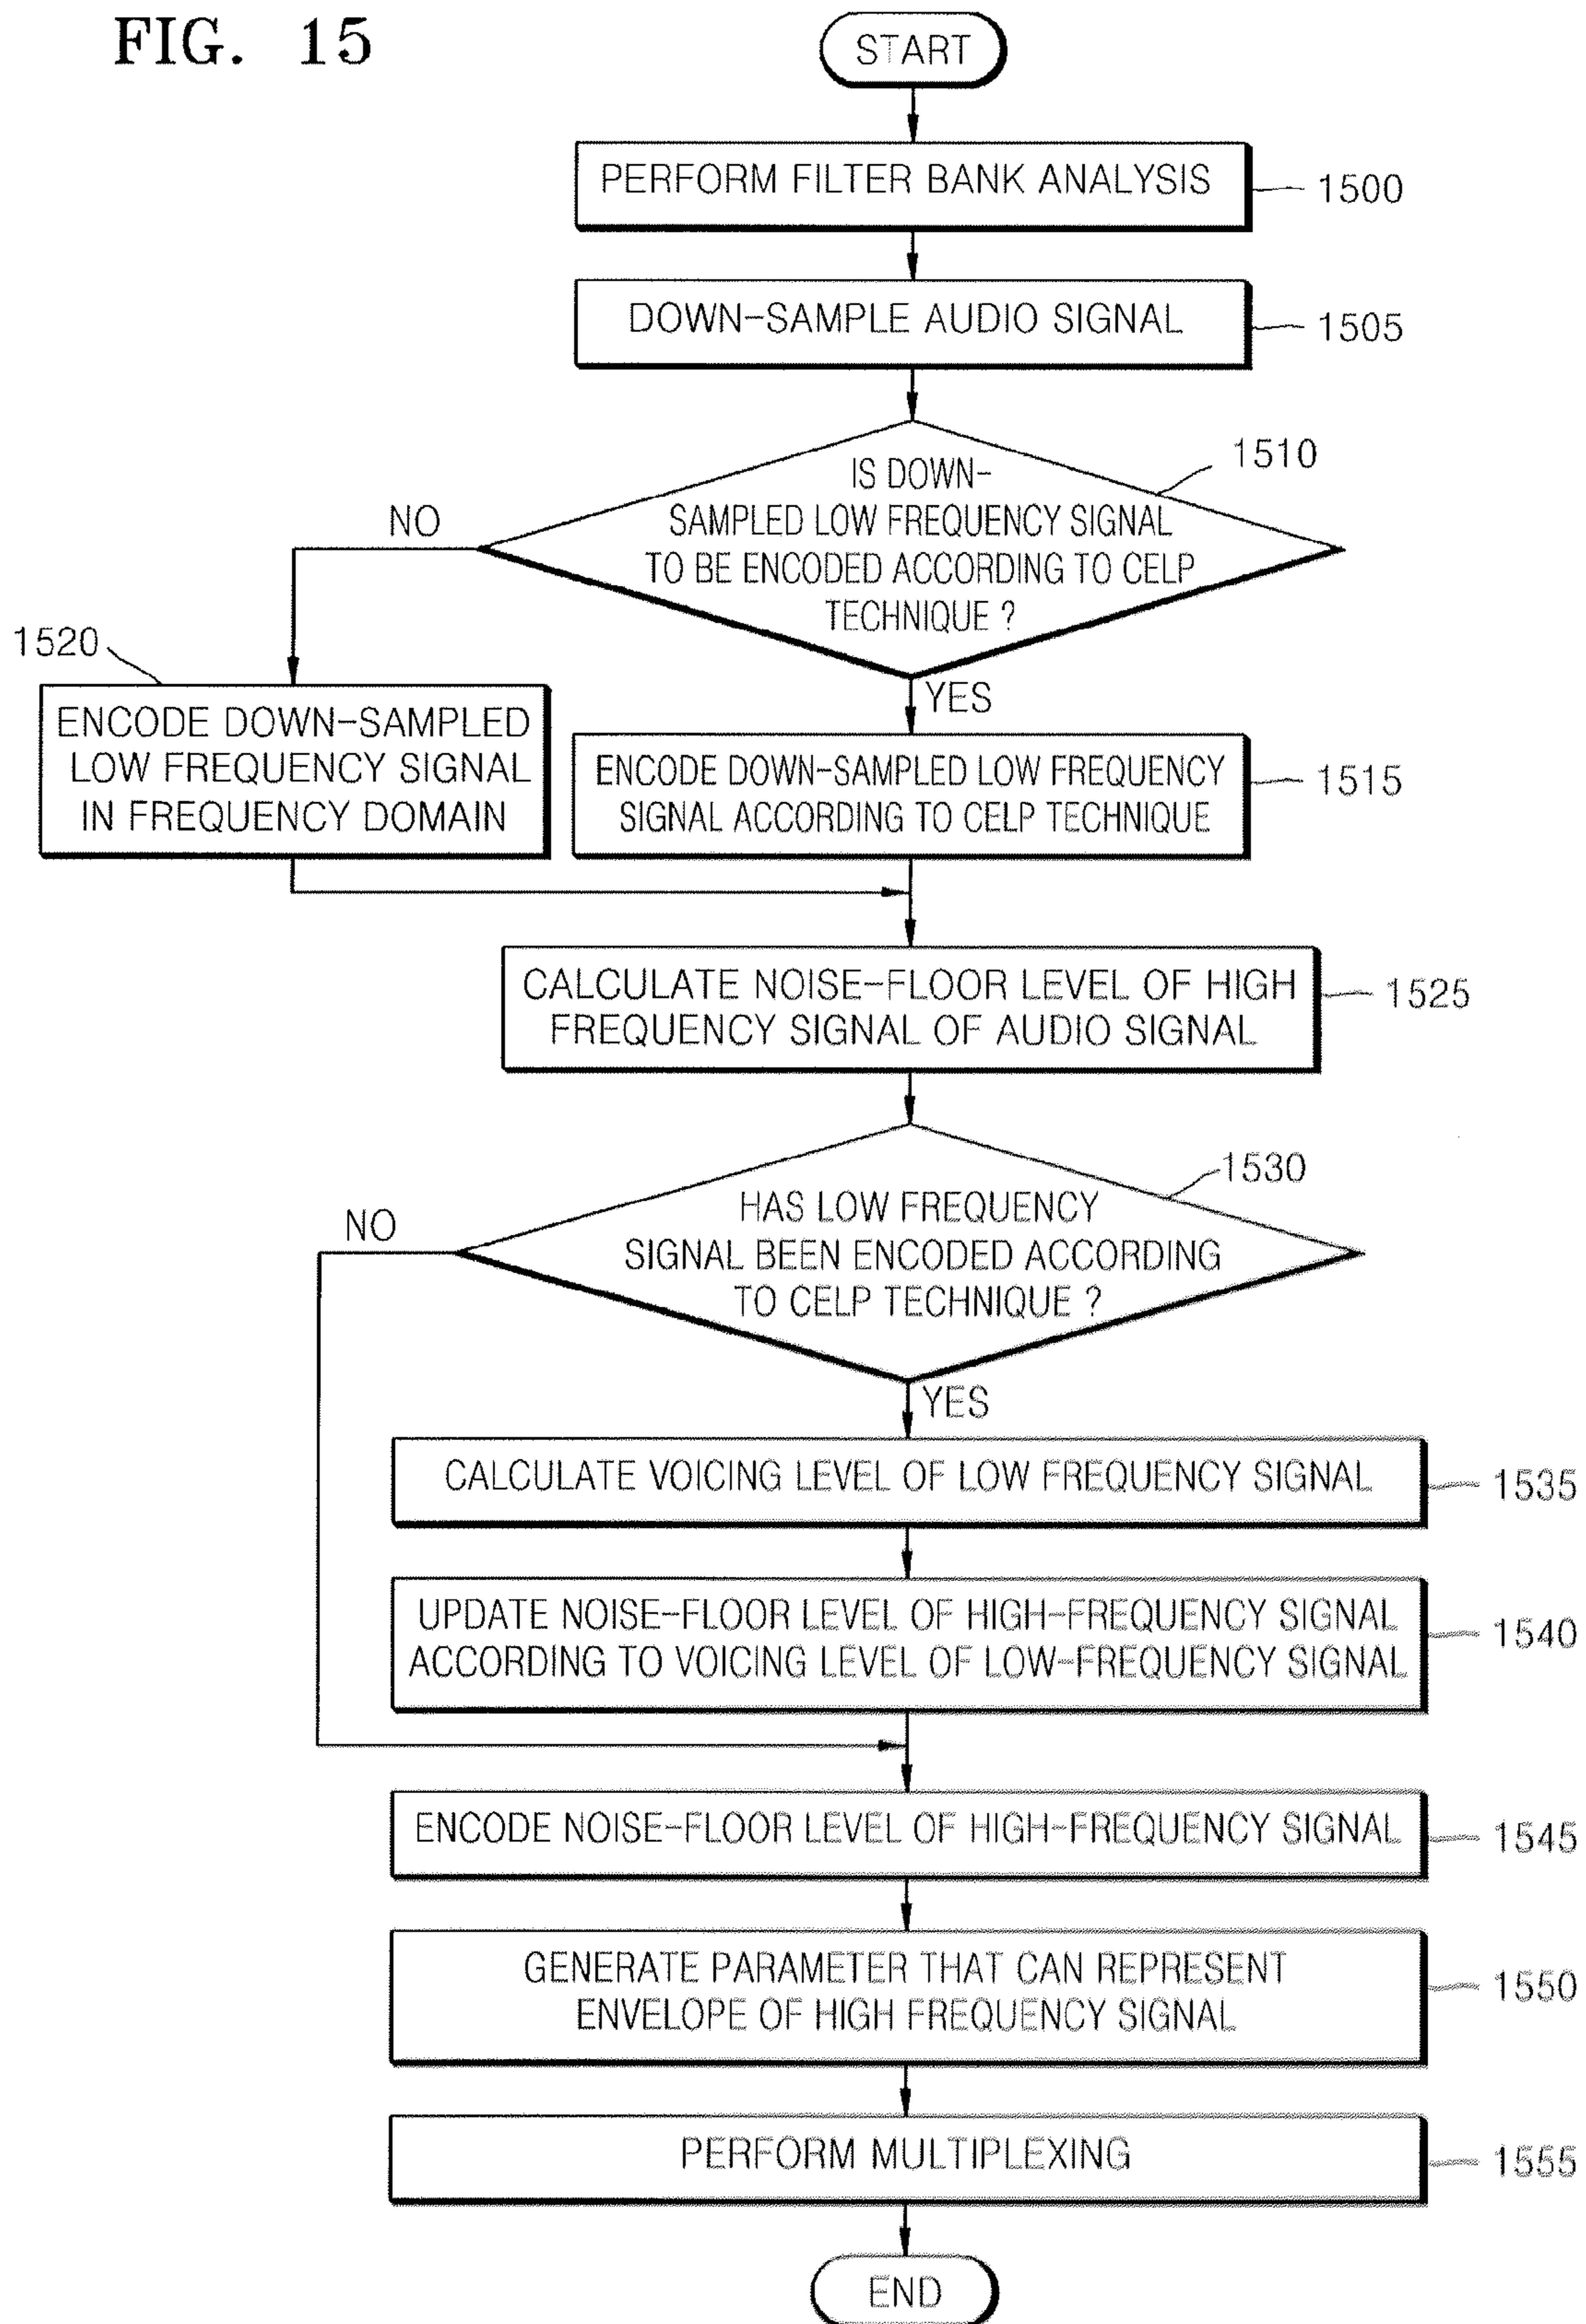 FIG. 15
START
PERFORM FILTER BANK ANALYSIS
1500
DOWN-SAMPLE AUDIO SIGNAL
1505
1510
IS DOWN-
SAMPLED LOW FREQUENCY SIGNAL
TO BE ENCODED ACCORDING TO CELP
TECHNIQUE ?
NO
YES
1520
ENCODE DOWN-SAMPLED
LOW FREQUENCY SIGNAL
IN FREQUENCY DOMAIN
ENCODE DOWN-SAMPLED LOW FREQUENCY
SIGNAL ACCORDING TO CELP TECHNIQUE
1515
CALCULATE NOISE-FLOOR LEVEL OF HIGH
FREQUENCY SIGNAL OF AUDIO SIGNAL
1525
1530
HAS LOW FREQUENCY
SIGNAL BEEN ENCODED ACCORDING
TO CELP TECHNIQUE ?
NO
YES
CALCULATE VOICING LEVEL OF LOW FREQUENCY SIGNAL
1535
UPDATE NOISE-FLOOR LEVEL OF HIGH-FREQUENCY SIGNAL
ACCORDING TO VOICING LEVEL OF LOW-FREQUENCY SIGNAL
1540
ENCODE NOISE-FLOOR LEVEL OF HIGH-FREQUENCY SIGNAL
1545
GENERATE PARAMETER THAT CAN REPRESENT
ENVELOPE OF HIGH FREQUENCY SIGNAL
1550
PERFORM MULTIPLEXING
1555
END